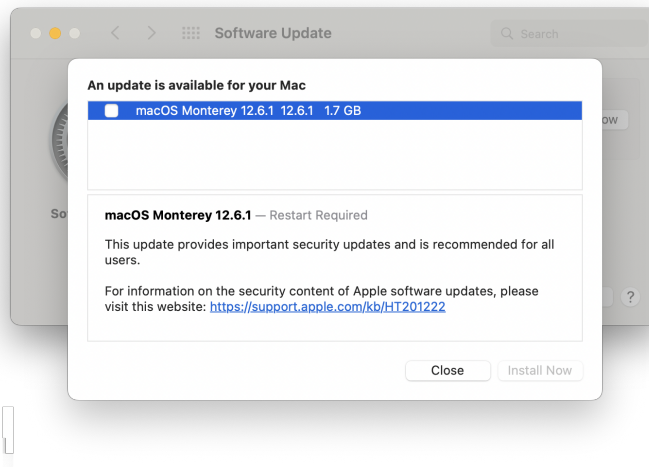 Software Update
Search
An update is available for your Mac
macOS Monterey 12.6.1 12.6.1 1.7 GB
ow
So
macOS Monterey 12.6.1 — Restart Required
This update provides important security updates and is recommended for all
users.
For information on the security content of Apple software updates, please
visit this website: https://support.apple.com/kb/HT201222
?
Close
Install Now